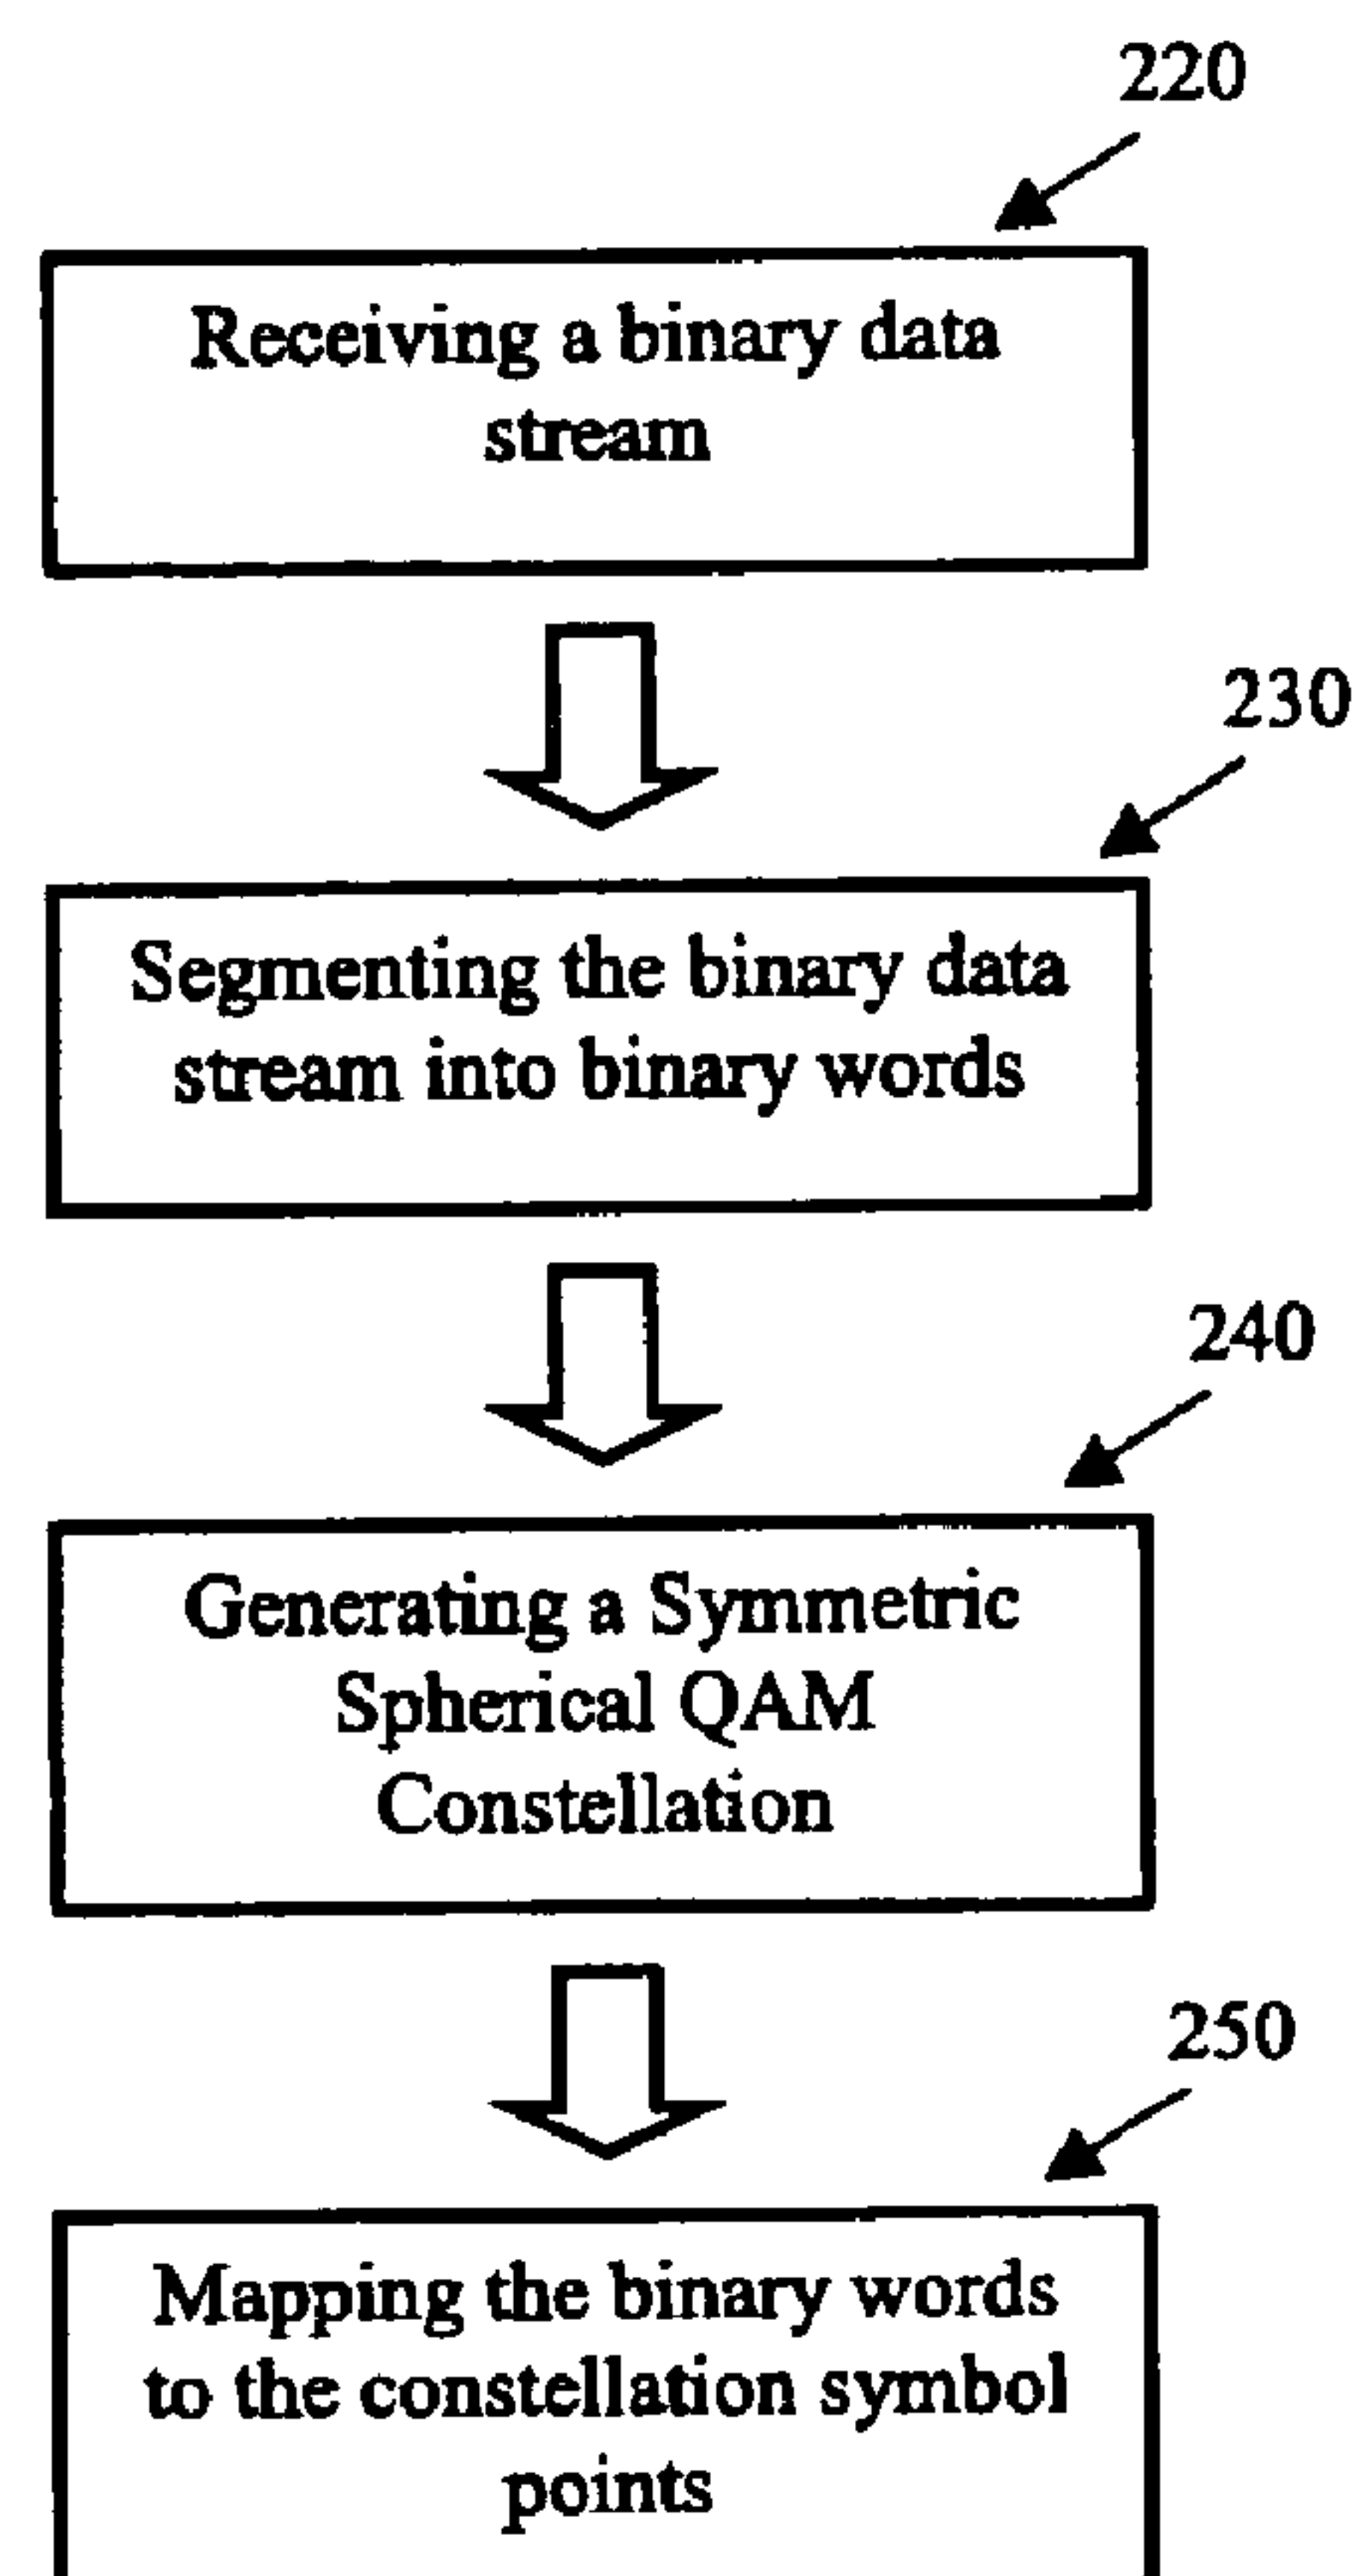 220
Receiving a binary data
stream
230
Segmenting the binary data
stream into binary words
240
Generating a Symmetric
Spherical QAM
Constellation
250
Mapping the binary words
to the constellation symbol
points